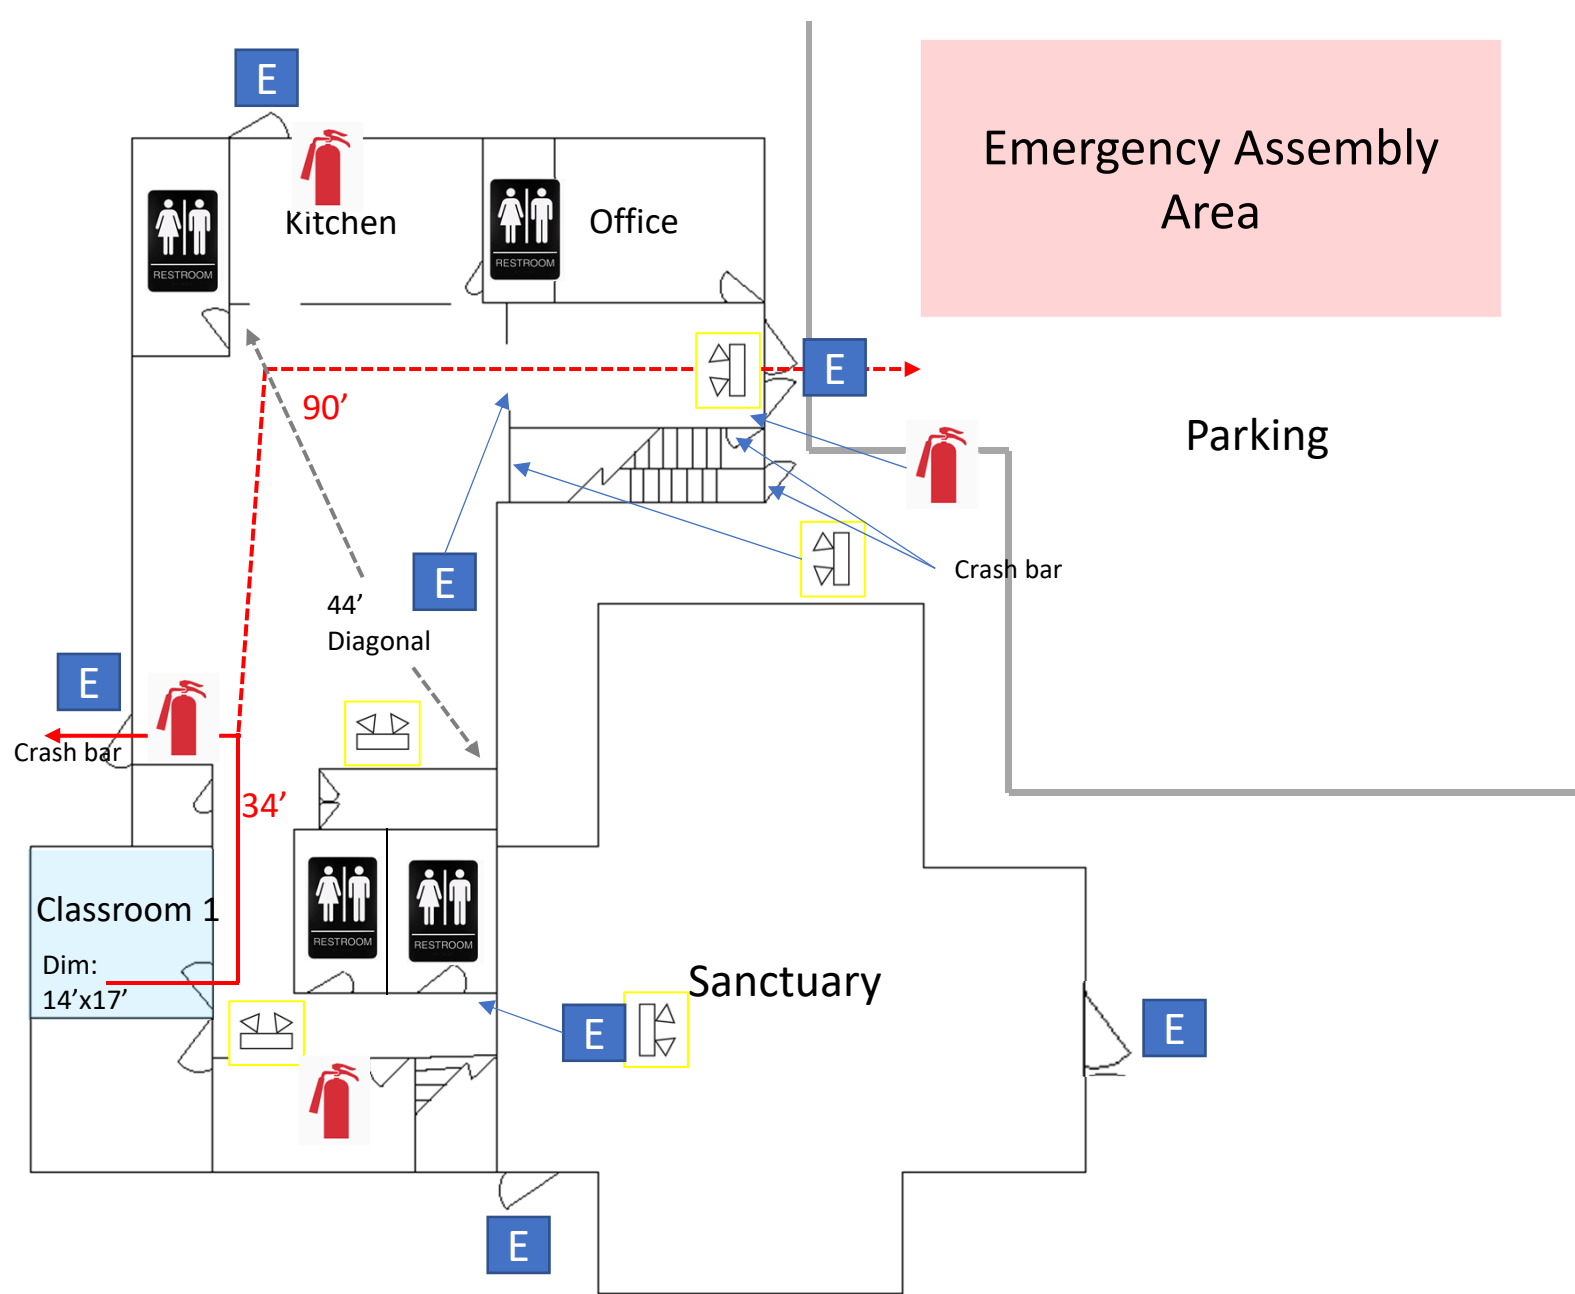 E
Emergency Assembly
Area
RESTROOM
Kitchen
RESTROOM
Office
E
90’
Parking
E
Crash bar
44’
Diagonal
E
Crash bar
34’
Classroom 1
Dim:
14’x17’
RESTROOM
RESTROOM
Sanctuary
E
E
E